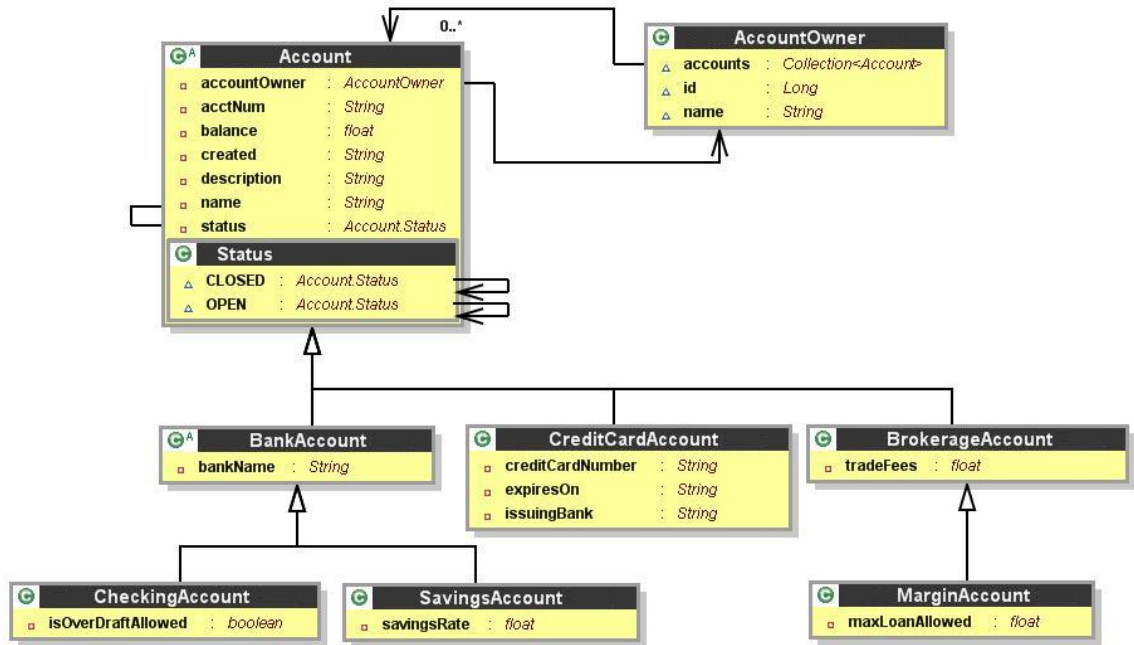 0..*
C A Account
accountOwner : AccountOwner
acctNum : String
balance : float
created : String
description : String
name : String
status : Account.Status
C Status
CLOSED : Account.Status
OPEN : Account.Status
C AccountOwner
accounts : Collection<Account>
id : Long
name : String
C A BankAccount
bankName : String
C CreditCardAccount
creditCardNumber : String
expiresOn : String
issuingBank : String
C BrokerageAccount
tradeFees : float
C CheckingAccount
isOverDraftAllowed : boolean
C SavingsAccount
savingsRate : float
C MarginAccount
maxLoanAllowed : float